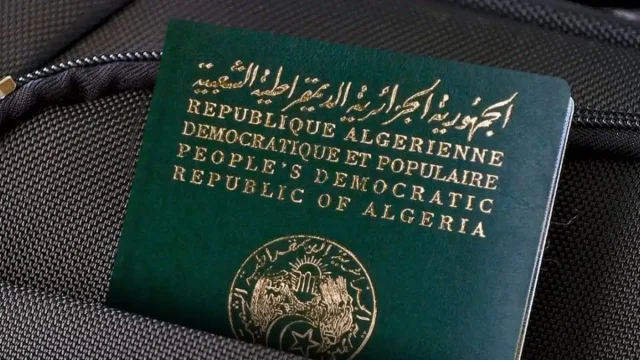 الجمهورية الجزائرية الديمقراطية الشعبية
REPUBLIQUE ALGERIENNE
DEMOCRATIQUE ET POPULAIRE
PEOPLE'S DEMOCRATIC
REPUBLIC OF ALGERIA